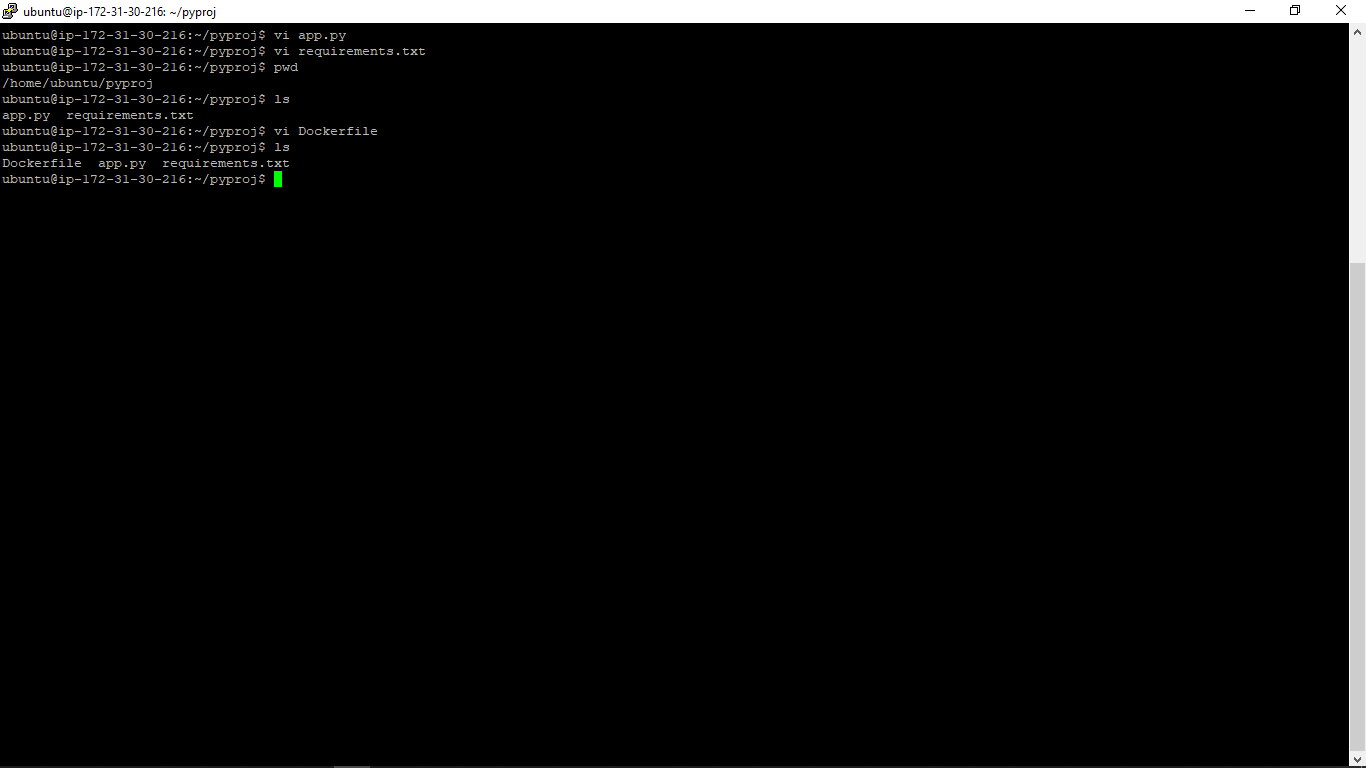 ubuntu@ip-172-31-30-216: ~/pyproj
ubuntu@ip-172-31-30-216:~/pyproj$ vi app.py
ubuntu@ip-172-31-30-216:~/pyproj$ vi requirements.txt
ubuntu@ip-172-31-30-216:~/pyproj$ pwd
/home/ubuntu/pyproj
ubuntu@ip-172-31-30-216:~/pyproj$ ls
app.py  requirements.txt
ubuntu@ip-172-31-30-216:~/pyproj$ vi Dockerfile
ubuntu@ip-172-31-30-216:~/pyproj$ ls
Dockerfile  app.py  requirements.txt
ubuntu@ip-172-31-30-216:~/pyproj$